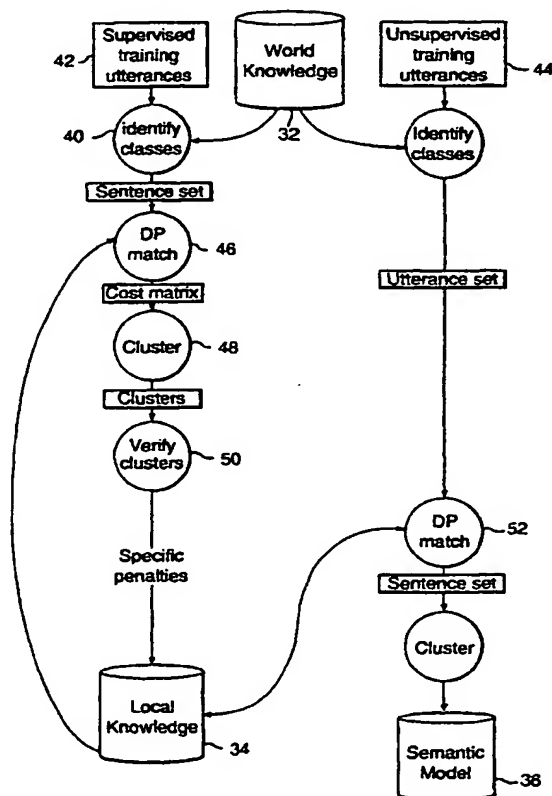 42
Supervised
training
utterances
World
Knowledge
32
Unsupervised
training
utterances
44
40
identify
classes
Identify
classes
Sentence set
DP
match
46
Cost matrix
Cluster
48
Clusters
Verify
clusters
50
Specific
penalties
Local
Knowledge
34
Utterance set
DP
match
52
Sentence set
Cluster
Semantic
Model
36